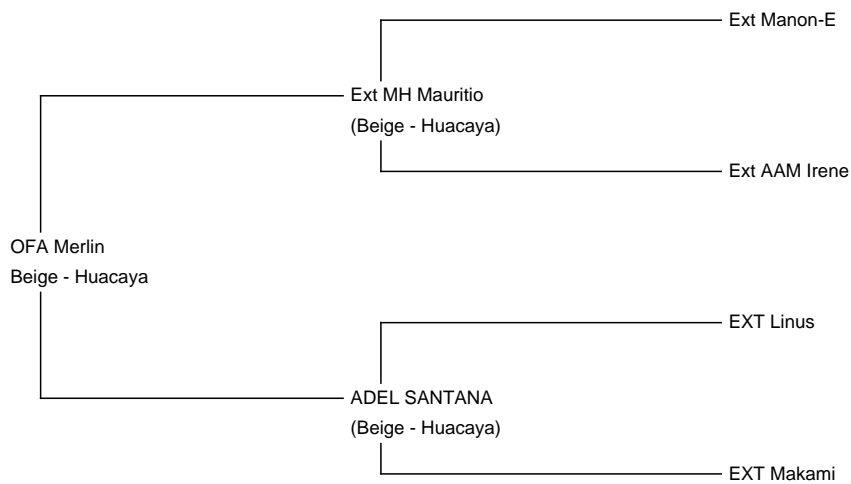 Ext Manon-E
Ext MH Mauritio
(Beige - Huacaya)
Ext AAM Irene
OFA Merlin
Beige - Huacaya
EXT Linus
ADEL SANTANA
(Beige - Huacaya)
EXT Makami